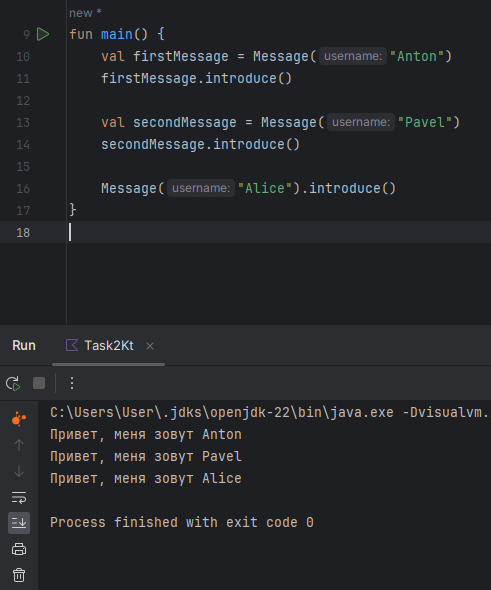 new *
9 fun main() {
10 val firstMessage = Message( username: "Anton")
11 firstMessage.introduce()
12
13 val secondMessage = Message( username: "Pavel")
14 secondMessage.introduce()
15
16 Message( username: "Alice").introduce()
17 }
18
Run Task2Kt ×
C:\Users\User\.jdks\openjdk-22\bin\java.exe -Dvisualvm.
Привет, меня зовут Anton
Привет, меня зовут Pavel
Привет, меня зовут Alice
Process finished with exit code 0